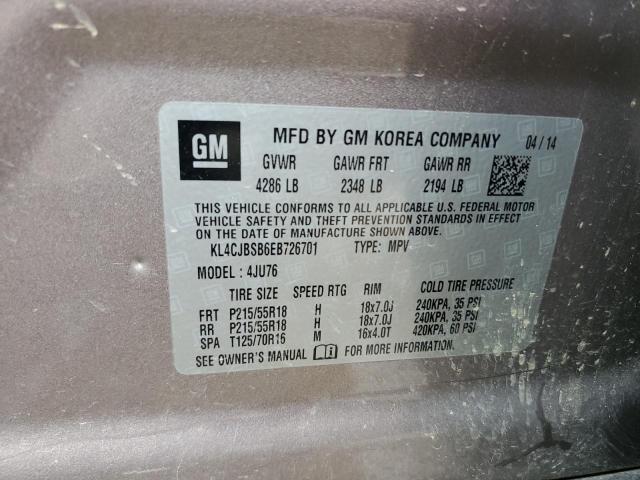 GM MFD BY GM KOREA COMPANY 04 / 14
GVWR GAWR FRT GAWR RR
4286 LB 2348 LB 2194 LB
THIS VEHICLE CONFORMS TO ALL APPLICABLE U.S. FEDERAL MOTOR
VEHICLE SAFETY AND THEFT PREVENTION STANDARDS IN EFFECT
ON THE DATE OF MANUFACTURE SHOWN ABOVE.
KL4CJBSB6EB726701 TYPE: MPV
MODEL : 4JU76
TIRE SIZE SPEED RTG RIM COLD TIRE PRESSURE
FRT P215/55R18 H 18x7.0J 240KPA, 35 PSI
RR P215/55R18 H 18x7.0J 240KPA, 35 PSI
SPA T125/70R16 M 16x4.0T 420KPA, 60 PSI
SEE OWNER'S MANUAL FOR MORE INFORMATION.